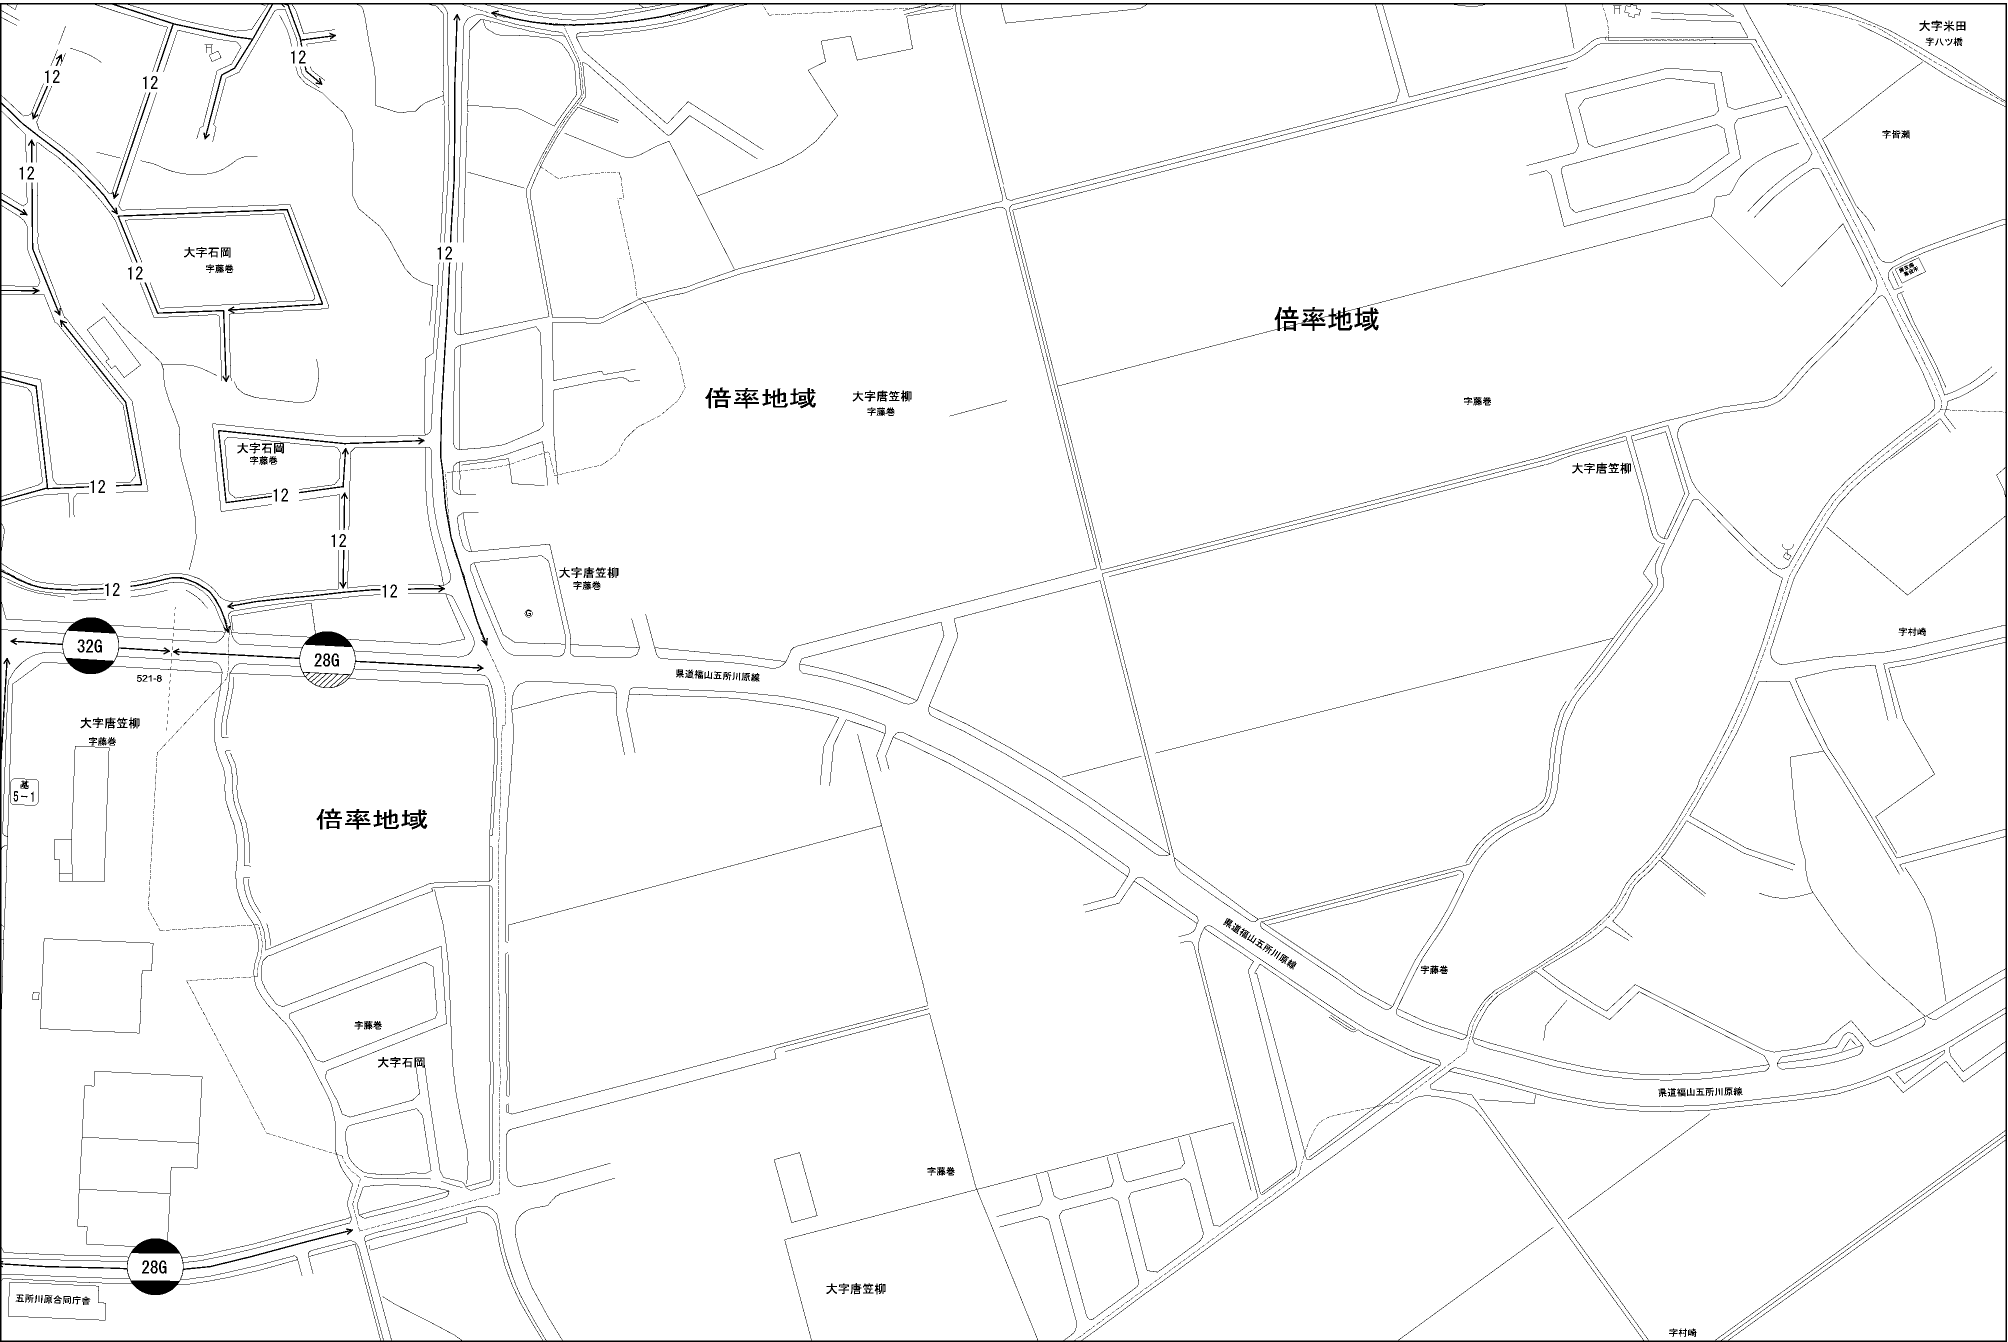 大字米田
字八ツ橋
12
12
12
字皆瀬
12
大字石岡
字藤巻
12
12
倍率地域
倍率地域
大字唐笠柳
字藤巻
字藤巻
大字石岡
字藤巻
大字唐笠柳
12
12
12
大字唐笠柳
字藤巻
12
12
32G
28G
字村崎
521-8
県道福山五所川原線
大字唐笠柳
字藤巻
基
5-1
倍率地域
県道福山五所川原線
字藤巻
字藤巻
大字石岡
県道福山五所川原線
字藤巻
28G
大字唐笠柳
五所川原合同庁舎
字村崎
G